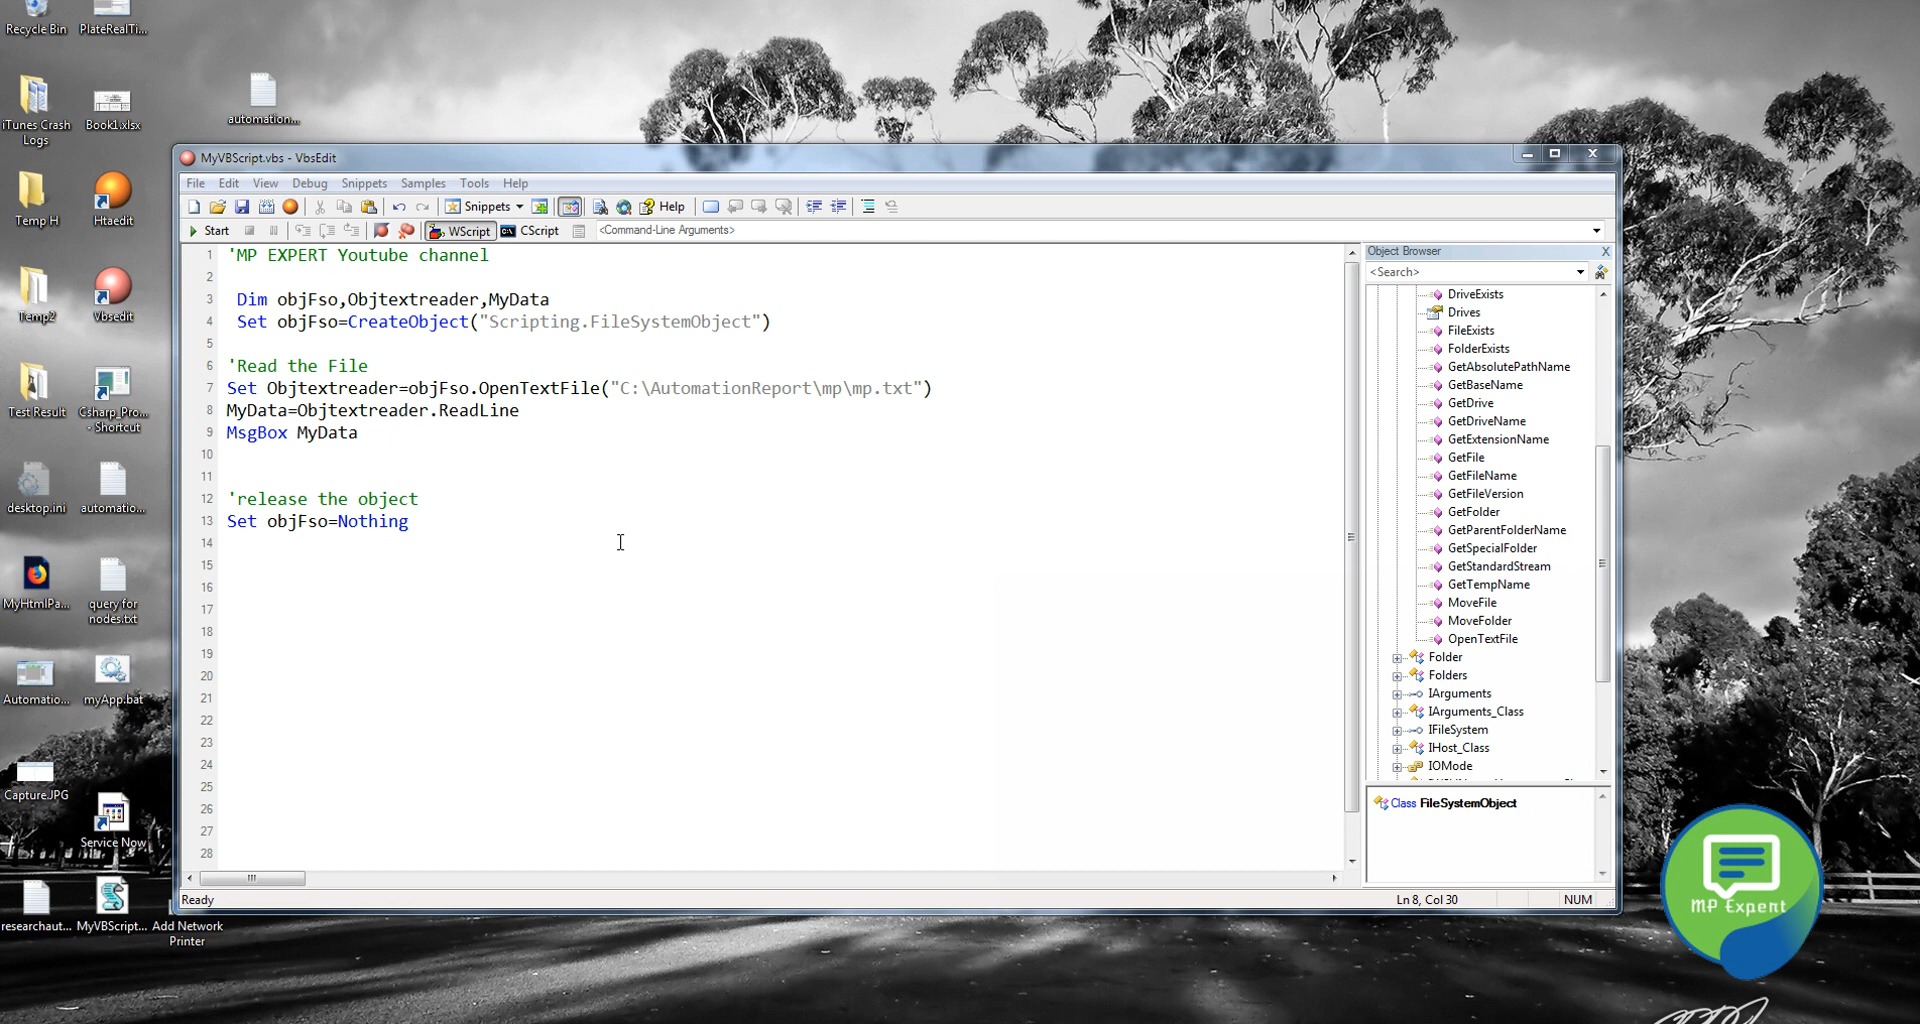 Recycle Bin
PlateRealTi...
iTunes Crash
Logs
Book1.xlsx
automation...
Temp H
Htaedit
Temp2
Vbsedit
Test Result
Csharp_Pro...
- Shortcut
desktop.ini
automatio...
MyHtmlPa...
query for
nodes.txt
Automatio...
myApp.bat
Capture.JPG
Service Now
researchaut...
MyVBScript...
Add Network
Printer
MyVBScript.vbs - VbsEdit
File Edit View Debug Snippets Samples Tools Help
Snippets Help
Start WScript CScript <Command-Line Arguments>
1 'MP EXPERT Youtube channel
2
3 Dim objFso,Objtextreader,MyData
4 Set objFso=CreateObject("Scripting.FileSystemObject")
5
6 'Read the File
7 Set Objtextreader=objFso.OpenTextFile("C:\AutomationReport\mp\mp.txt")
8 MyData=Objtextreader.ReadLine
9 MsgBox MyData
10
11
12 'release the object
13 Set objFso=Nothing
14
15
16
17
18
19
20
21
22
23
24
25
26
27
28
Ready
Ln 8, Col 30
NUM
Object Browser
X
<Search>
DriveExists
Drives
FileExists
FolderExists
GetAbsolutePathName
GetBaseName
GetDrive
GetDriveName
GetExtensionName
GetFile
GetFileName
GetFileVersion
GetFolder
GetParentFolderName
GetSpecialFolder
GetStandardStream
GetTempName
MoveFile
MoveFolder
OpenTextFile
Folder
Folders
IArguments
IArguments_Class
IFileSystem
IHost_Class
IOMode
Class FileSystemObject
MP Expert